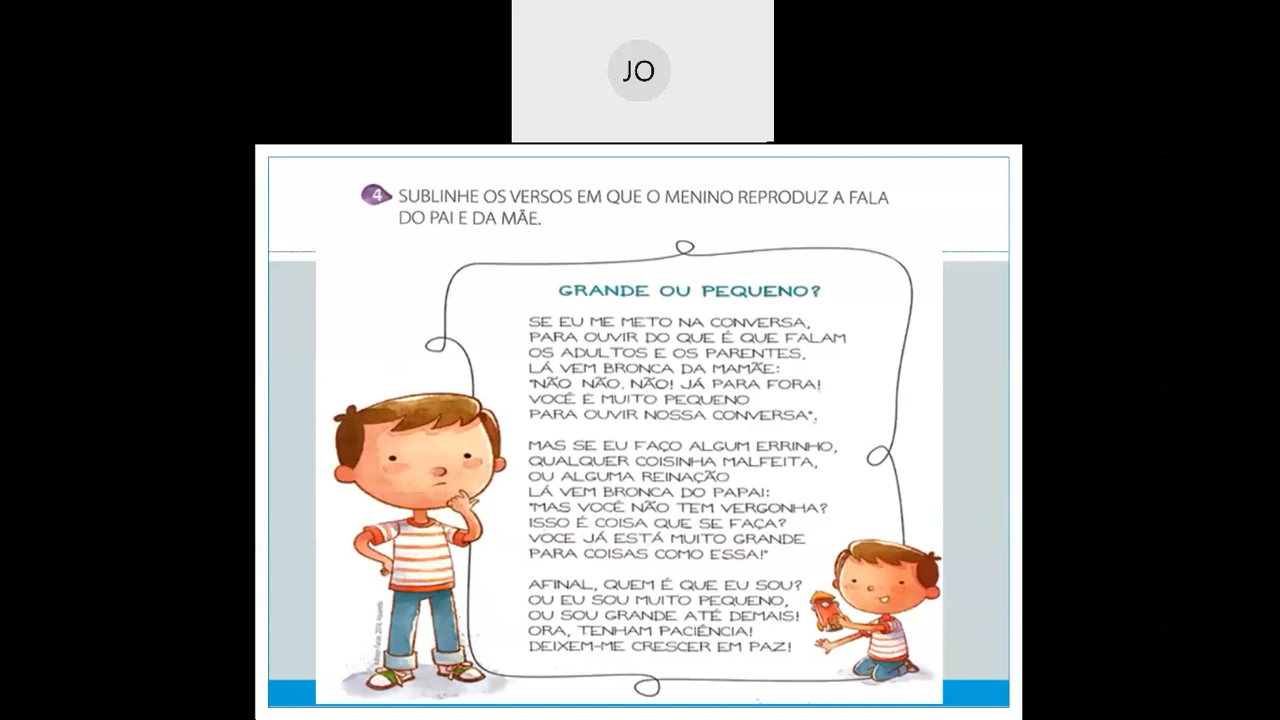 JO
4 SUBLINHE OS VERSOS EM QUE O MENINO REPRODUZ A FALA
DO PAI E DA MÃE.
GRANDE OU PEQUENO?
SE EU ME METO NA CONVERSA,
PARA OUVIR DO QUE É QUE FALAM
OS ADULTOS E OS PARENTES,
LÁ VEM BRONCA DA MAMÃE:
"NÃO NÃO, NÃO! JÁ PARA FORA!
VOCÊ É MUITO PEQUENO
PARA OUVIR NOSSA CONVERSA".
MAS SE EU FAÇO ALGUM ERRINHO,
QUALQUER COISINHA MALFEITA,
OU ALGUMA REINAÇÃO
LÁ VEM BRONCA DO PAPAI:
"MAS VOCÊ NÃO TEM VERGONHA?
ISSO É COISA QUE SE FAÇA?
VOCE JÁ ESTÁ MUITO GRANDE
PARA COISAS COMO ESSA!"
AFINAL, QUEM É QUE EU SOU?
OU EU SOU MUITO PEQUENO,
OU SOU GRANDE ATÉ DEMAIS!
ORA, TENHAM PACIÊNCIA!
DEIXEM-ME CRESCER EM PAZ!